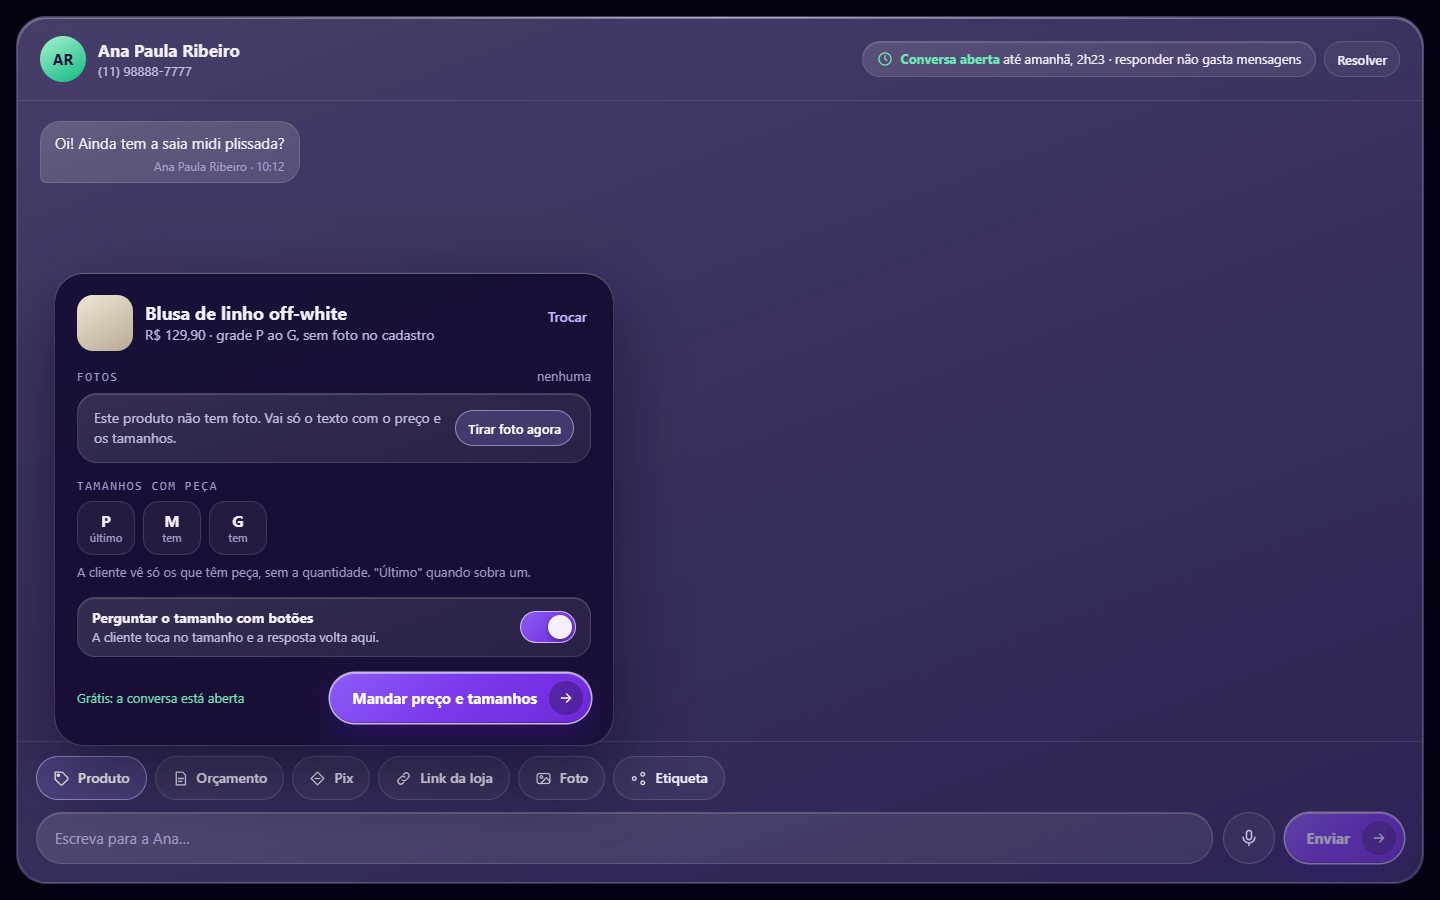 AR
Ana Paula Ribeiro
(11) 98888-7777
Conversa aberta até amanhã, 2h23 · responder não gasta mensagens
Resolver
Oi! Ainda tem a saia midi plissada?
Ana Paula Ribeiro · 10:12
Blusa de linho off-white
R$ 129,90 · grade P ao G, sem foto no cadastro
Trocar
FOTOS
nenhuma
Este produto não tem foto. Vai só o texto com o preço e
os tamanhos.
Tirar foto agora
TAMANHOS COM PEÇA
P
último
M
tem
G
tem
A cliente vê só os que têm peça, sem a quantidade. "Último" quando sobra um.
Perguntar o tamanho com botões
A cliente toca no tamanho e a resposta volta aqui.
Grátis: a conversa está aberta
Mandar preço e tamanhos
Produto
Orçamento
Pix
Link da loja
Foto
Etiqueta
Escreva para a Ana...
Enviar